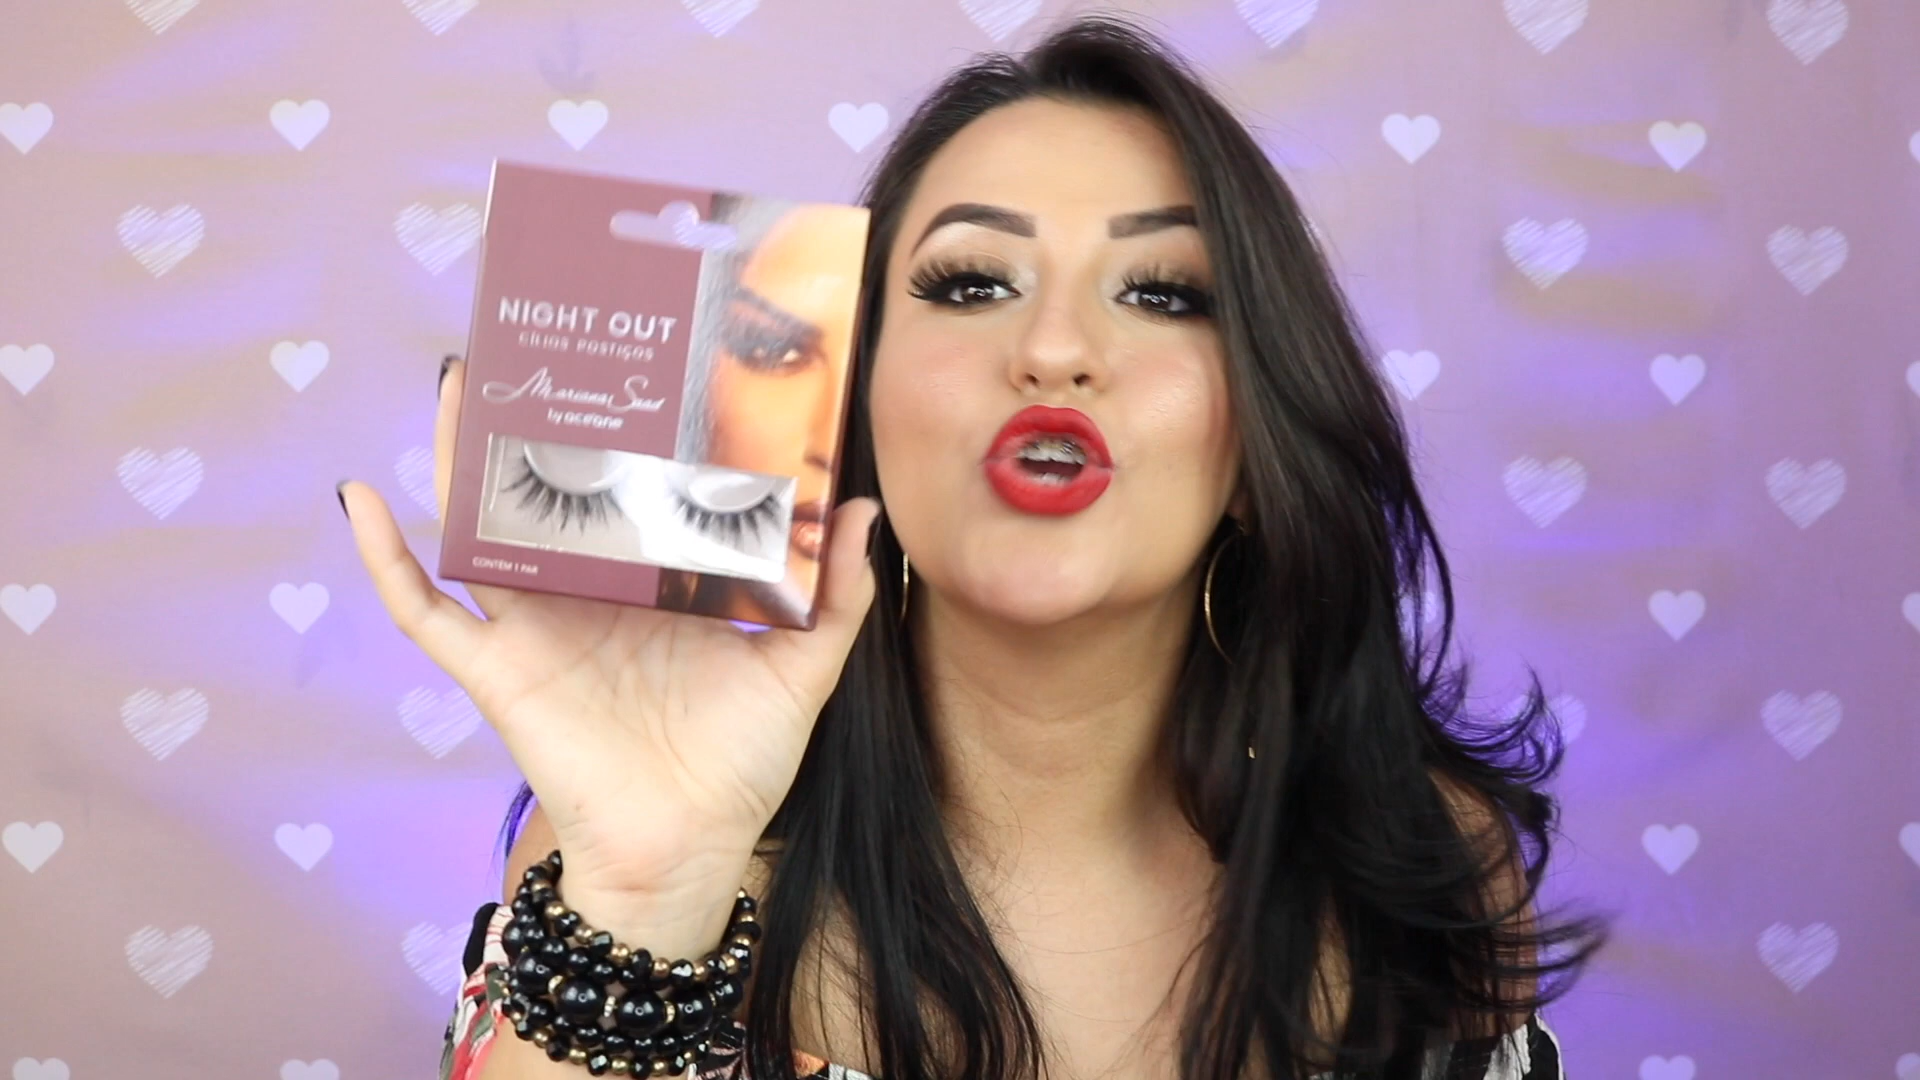 NIGHT OUT
CÍLIOS POSTIÇOS
Mariana Saad
by océane
CONTÉM 1 PAR